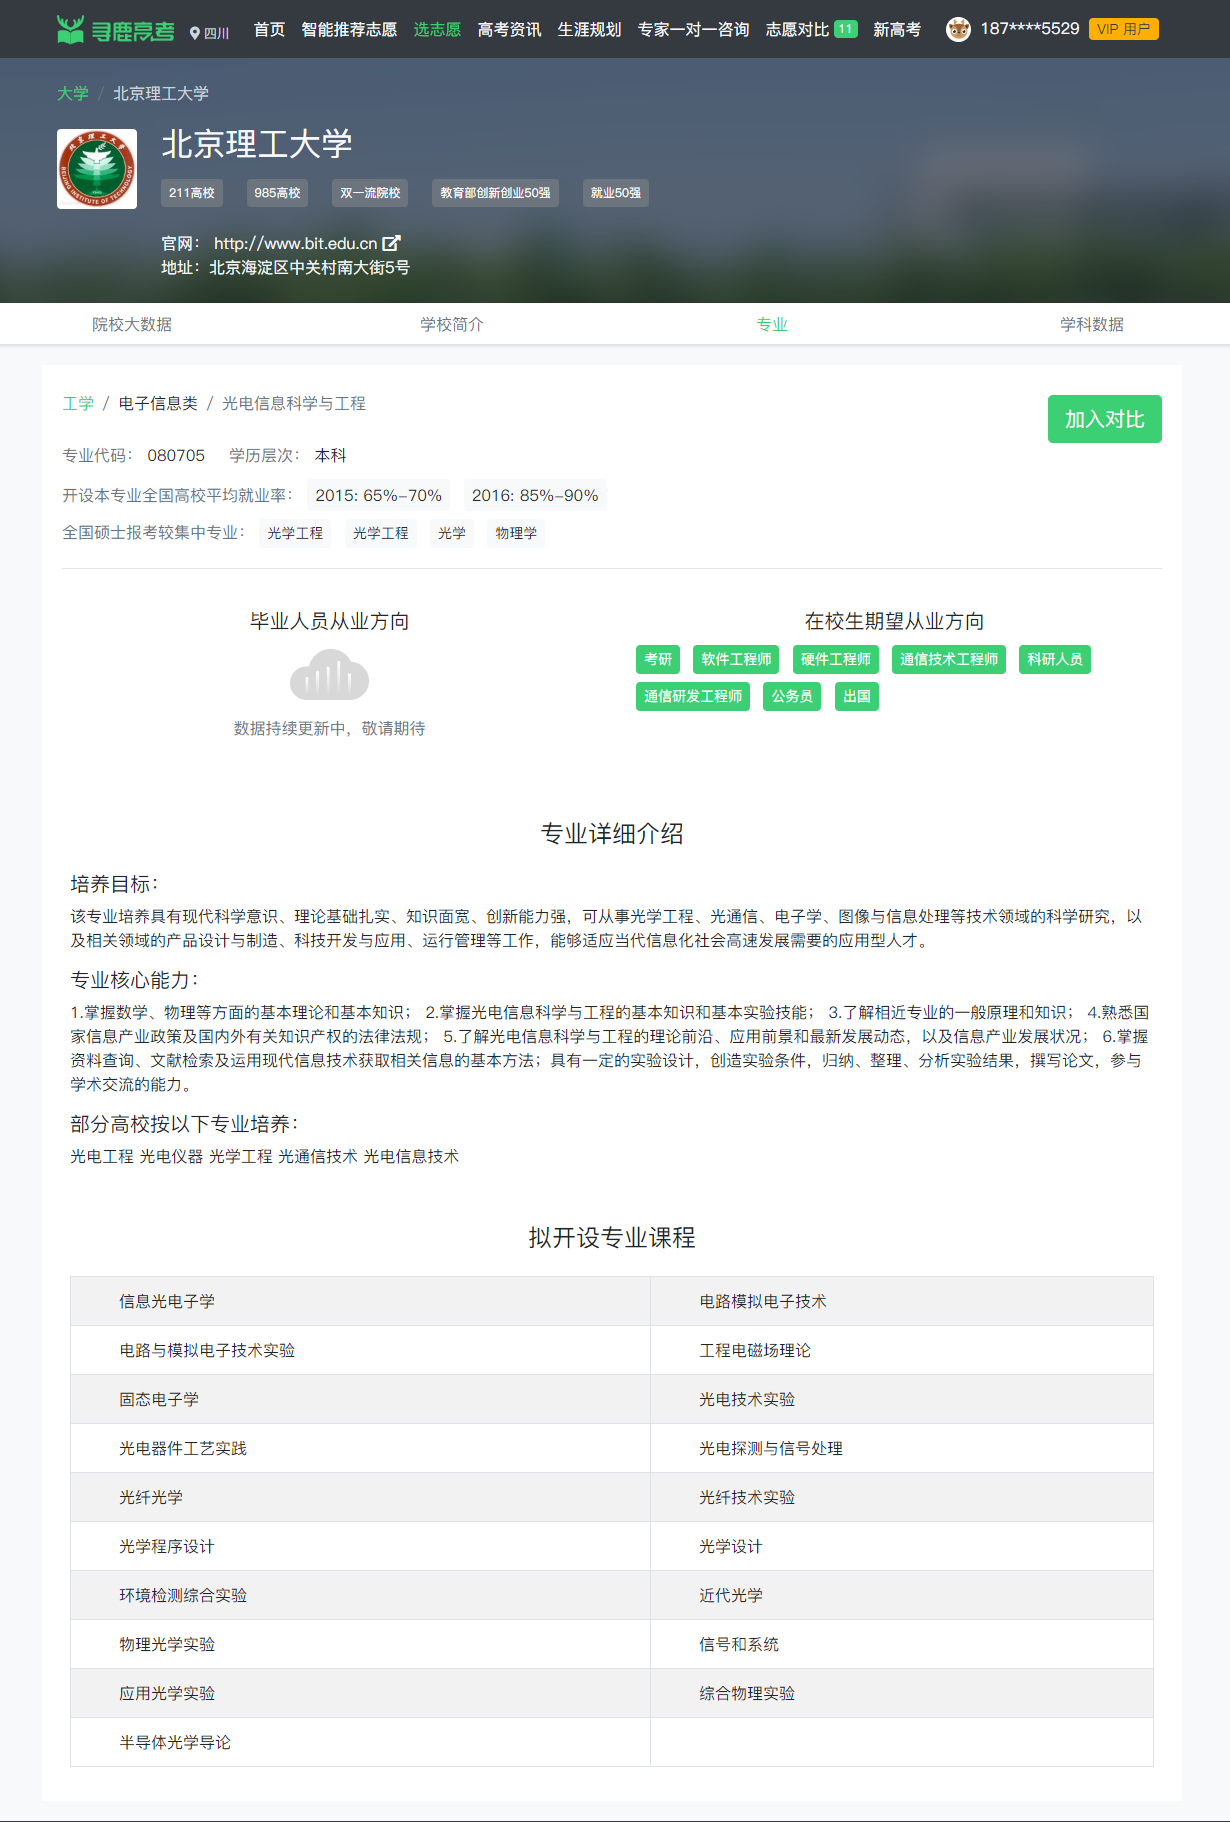 寻鹿高考 四川 首页 智能推荐志愿 选志愿 高考资讯 生涯规划 专家一对一咨询 志愿对比 11 新高考 187****5529 VIP 用户
大学 / 北京理工大学
北京理工大学
211高校 985高校 双一流院校 教育部创新创业50强 就业50强
官网： http://www.bit.edu.cn
地址：北京海淀区中关村南大街5号
院校大数据 学校简介 专业 学科数据
工学 / 电子信息类 / 光电信息科学与工程
加入对比
专业代码： 080705 学历层次： 本科
开设本专业全国高校平均就业率： 2015: 65%-70% 2016: 85%-90%
全国硕士报考较集中专业： 光学工程 光学工程 光学 物理学
毕业人员从业方向
数据持续更新中，敬请期待
在校生期望从业方向
考研 软件工程师 硬件工程师 通信技术工程师 科研人员
通信研发工程师 公务员 出国
专业详细介绍
培养目标：
该专业培养具有现代科学意识、理论基础扎实、知识面宽、创新能力强，可从事光学工程、光通信、电子学、图像与信息处理等技术领域的科学研究，以
及相关领域的产品设计与制造、科技开发与应用、运行管理等工作，能够适应当代信息化社会高速发展需要的应用型人才。
专业核心能力：
1.掌握数学、物理等方面的基本理论和基本知识； 2.掌握光电信息科学与工程的基本知识和基本实验技能； 3.了解相近专业的一般原理和知识； 4.熟悉国
家信息产业政策及国内外有关知识产权的法律法规； 5.了解光电信息科学与工程的理论前沿、应用前景和最新发展动态，以及信息产业发展状况； 6.掌握
资料查询、文献检索及运用现代信息技术获取相关信息的基本方法；具有一定的实验设计，创造实验条件，归纳、整理、分析实验结果，撰写论文，参与
学术交流的能力。
部分高校按以下专业培养：
光电工程 光电仪器 光学工程 光通信技术 光电信息技术
拟开设专业课程
信息光电子学 电路模拟电子技术
电路与模拟电子技术实验 工程电磁场理论
固态电子学 光电技术实验
光电器件工艺实践 光电探测与信号处理
光纤光学 光纤技术实验
光学程序设计 光学设计
环境检测综合实验 近代光学
物理光学实验 信号和系统
应用光学实验 综合物理实验
半导体光学导论